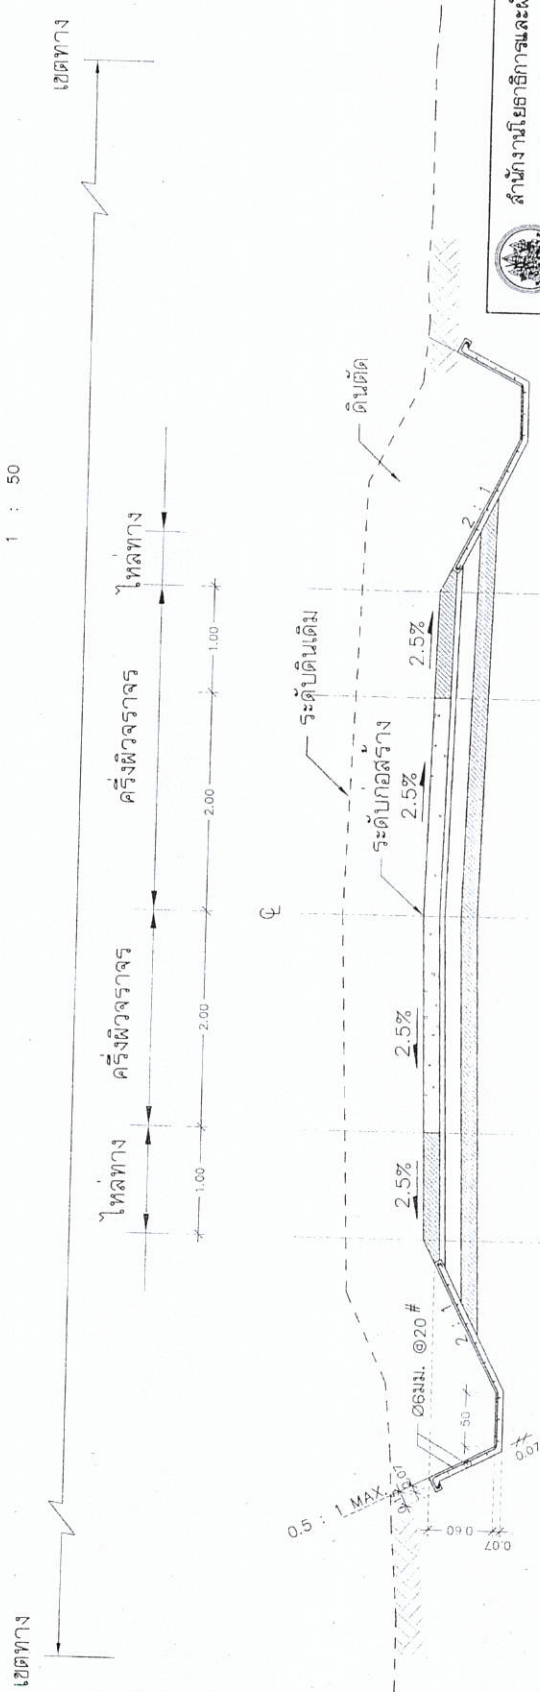 1 : 50
เขตทาง
เขตทาง
ไหล่ทาง
ครึ่งผิวจราจร
ครึ่งผิวจราจร
ไหล่ทาง
1.00
2.00
2.00
1.00
℄
ระดับดินเดิม
ดินตัด
ระดับก่อสร้าง
2.5%
2.5%
2.5%
2.5%
0.5 : 1 MAX.
0.07
Ø6มม. @20 #
2 : 1
2 : 1
50
0.60
0.07
0.07
สำนักงานโยธาธิการและผั